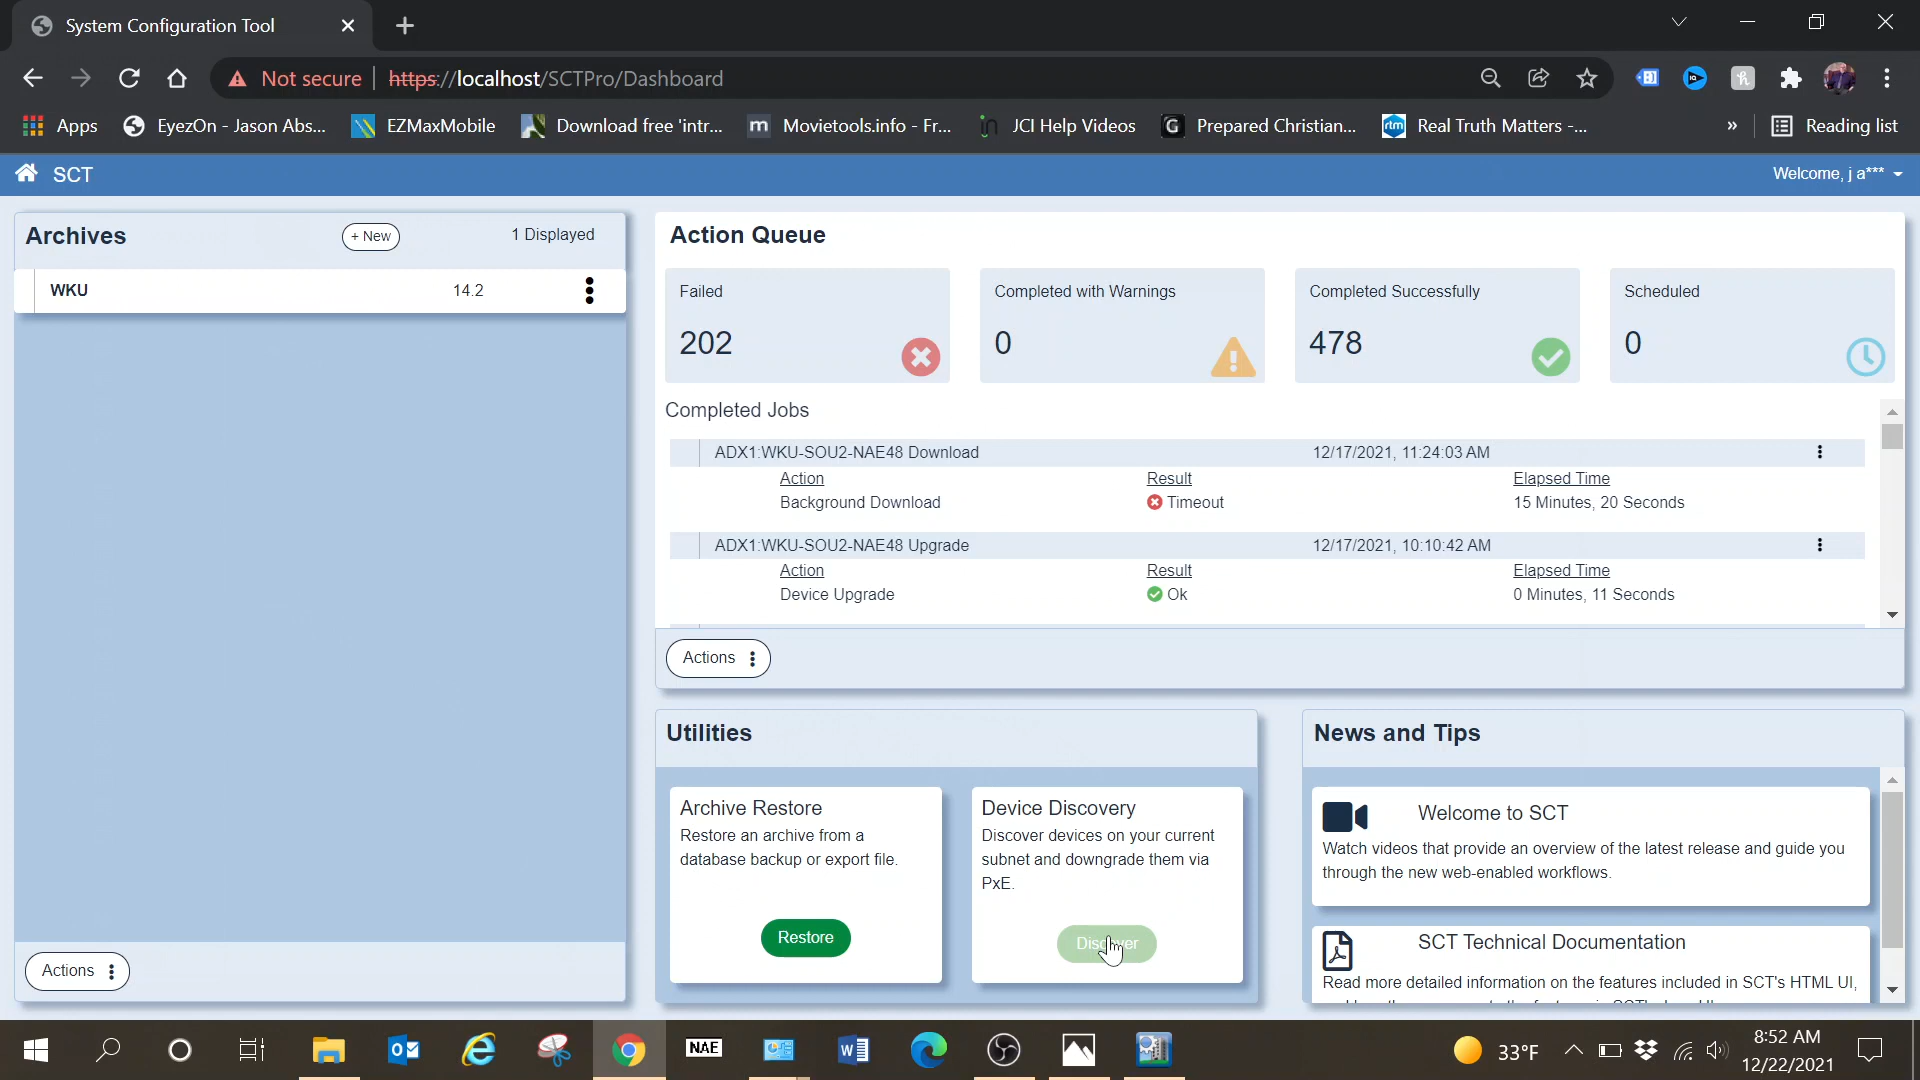 System Configuration Tool
Not secure
https://localhost/SCTPro/Dashboard
Apps
EyezOn - Jason Abs...
EZMaxMobile
Download free 'intr...
Movietools.info - Fr...
JCI Help Videos
Prepared Christian...
Real Truth Matters -...
»
Reading list
SCT
Welcome, j a***
Archives
+ New
1 Displayed
WKU
14.2
Actions
Action Queue
Failed
202
Completed with Warnings
0
Completed Successfully
478
Scheduled
0
Completed Jobs
ADX1:WKU-SOU2-NAE48 Download
12/17/2021, 11:24:03 AM
Action
Result
Elapsed Time
Background Download
Timeout
15 Minutes, 20 Seconds
ADX1:WKU-SOU2-NAE48 Upgrade
12/17/2021, 10:10:42 AM
Action
Result
Elapsed Time
Device Upgrade
Ok
0 Minutes, 11 Seconds
Actions
Utilities
Archive Restore
Restore an archive from a
database backup or export file.
Restore
Device Discovery
Discover devices on your current
subnet and downgrade them via
PxE.
Discover
News and Tips
Welcome to SCT
Watch videos that provide an overview of the latest release and guide you
through the new web-enabled workflows.
SCT Technical Documentation
Read more detailed information on the features included in SCT's HTML UI,
NAE
33°F
8:52 AM
12/22/2021